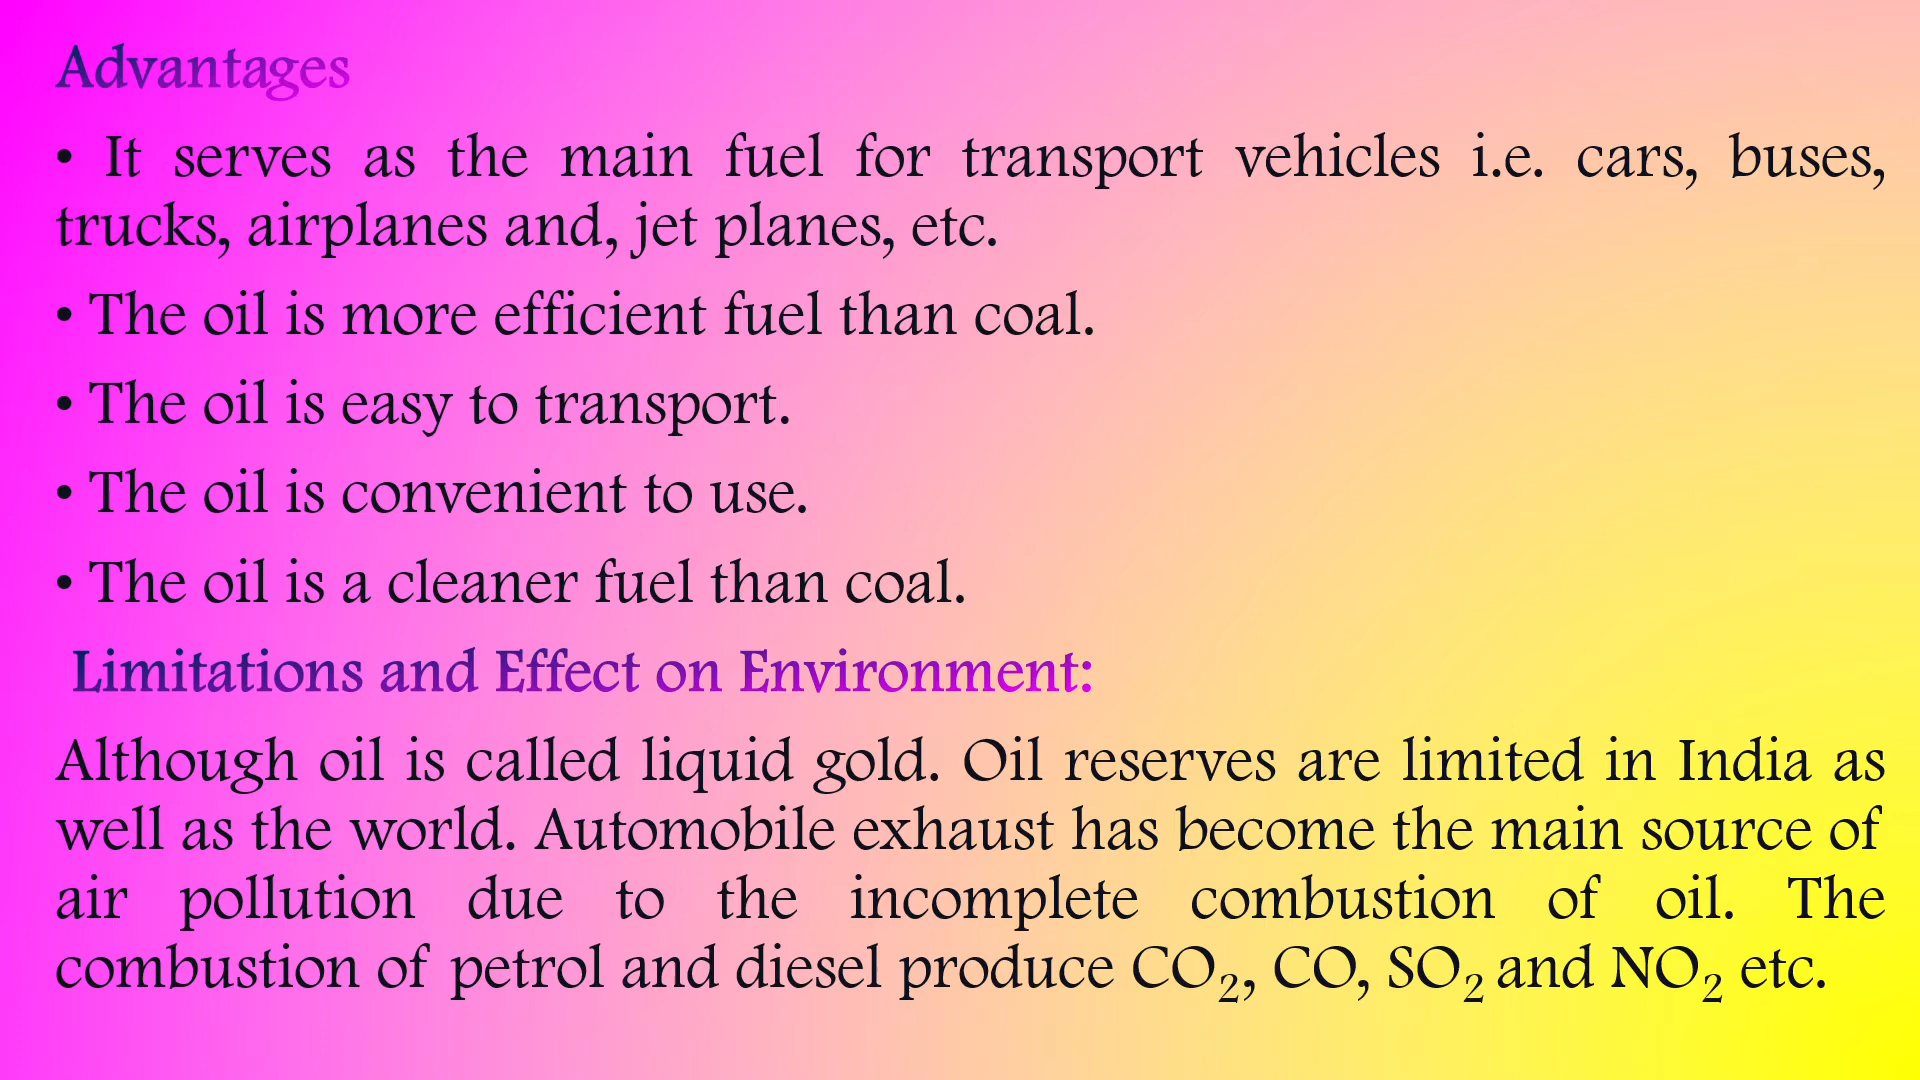 Advantages
• It serves as the main fuel for transport vehicles i.e. cars, buses,
trucks, airplanes and, jet planes, etc.
• The oil is more efficient fuel than coal.
• The oil is easy to transport.
• The oil is convenient to use.
• The oil is a cleaner fuel than coal.
Limitations and Effect on Environment:
Although oil is called liquid gold. Oil reserves are limited in India as
well as the world. Automobile exhaust has become the main source of
air pollution due to the incomplete combustion of oil. The
combustion of petrol and diesel produce CO₂, CO, SO₂ and NO₂ etc.